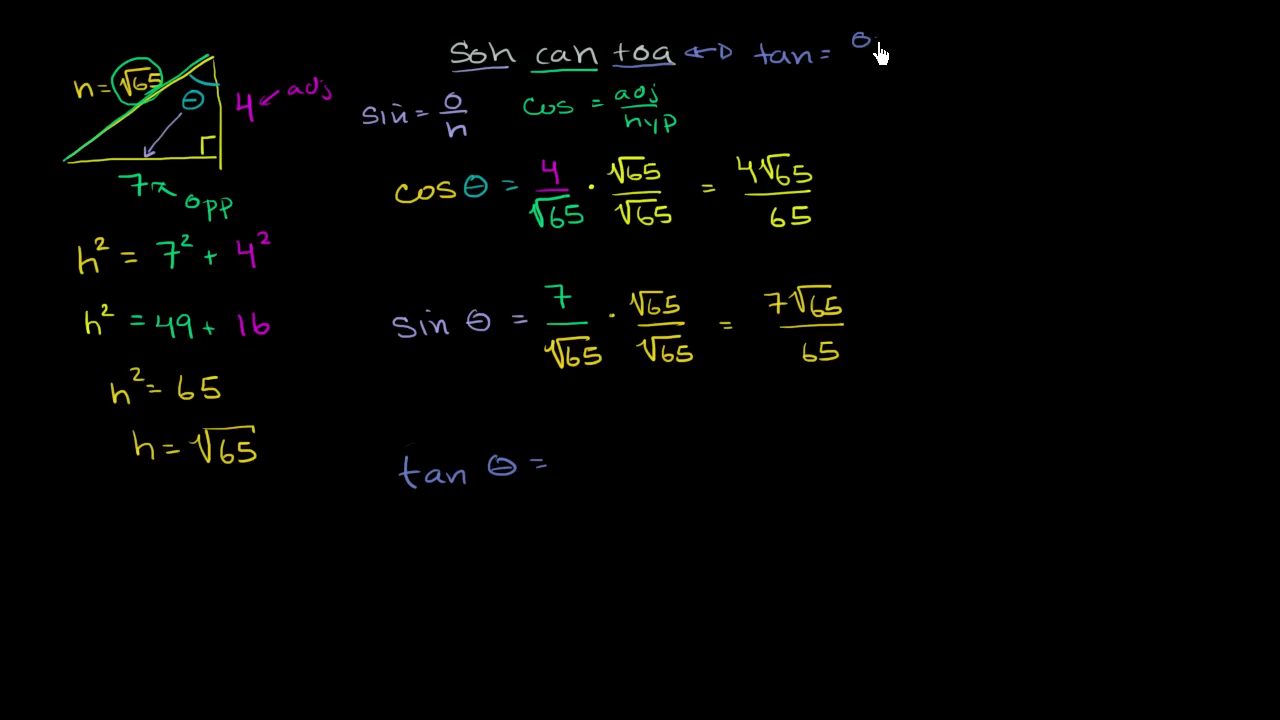 soh cah toa ↔ tan = o
sin = o/h
cos = adj/hyp
h = √65
θ
4 ← adj
7 ← opp
cos θ = 4/√65 · √65/√65 = 4√65/65
h² = 7² + 4²
h² = 49 + 16
sin θ = 7/√65 · √65/√65 = 7√65/65
h² = 65
h = √65
tan θ =